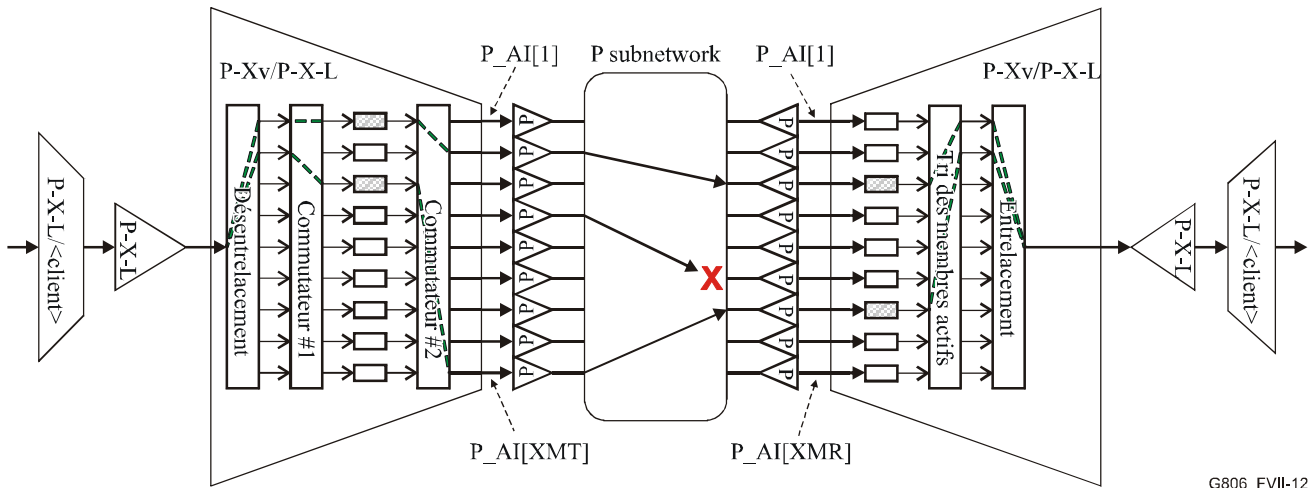 P_AI[1]
P subnetwork
P_AI[1]
P-Xv/P-X-L
P-Xv/P-X-L
P-X-L/<client>
P-X-L
Désentrelacement
Commutateur #1
Commutateur #2
P
P
P
P
P
P
P
P
P
X
P
P
P
P
P
P
P
P
P
Tri des membres actifs
Entrelacement
P-X-L
P-X-L/<client>
P_AI[XMT]
P_AI[XMR]
G806_FVII-12